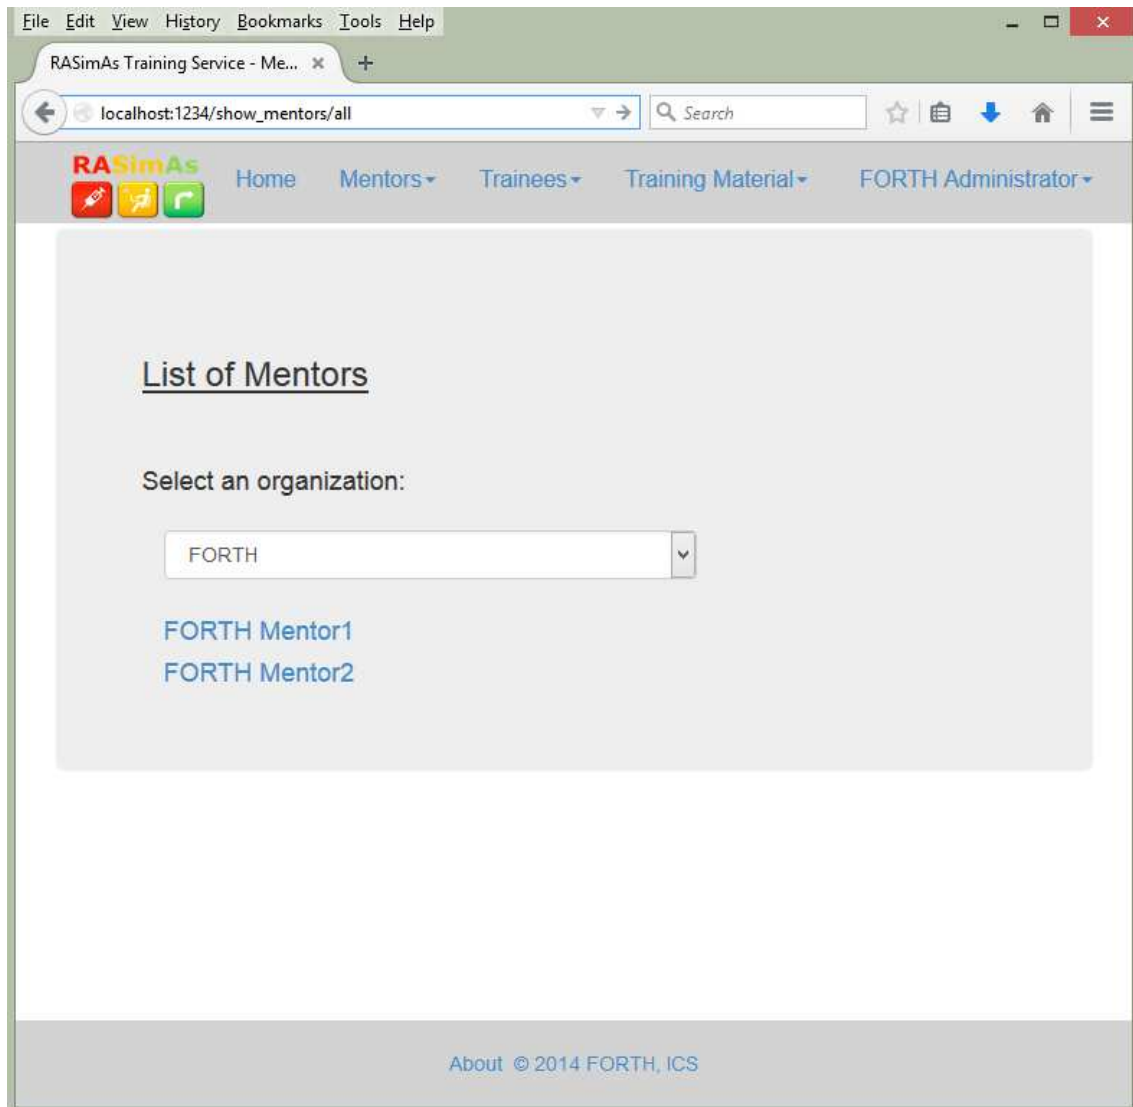 File Edit View History Bookmarks Tools Help
RASimAs Training Service - Me...
localhost:1234/show_mentors/all
Search
RASimAs
Home Mentors Trainees Training Material FORTH Administrator
List of Mentors
Select an organization:
FORTH
FORTH Mentor1
FORTH Mentor2
About © 2014 FORTH, ICS